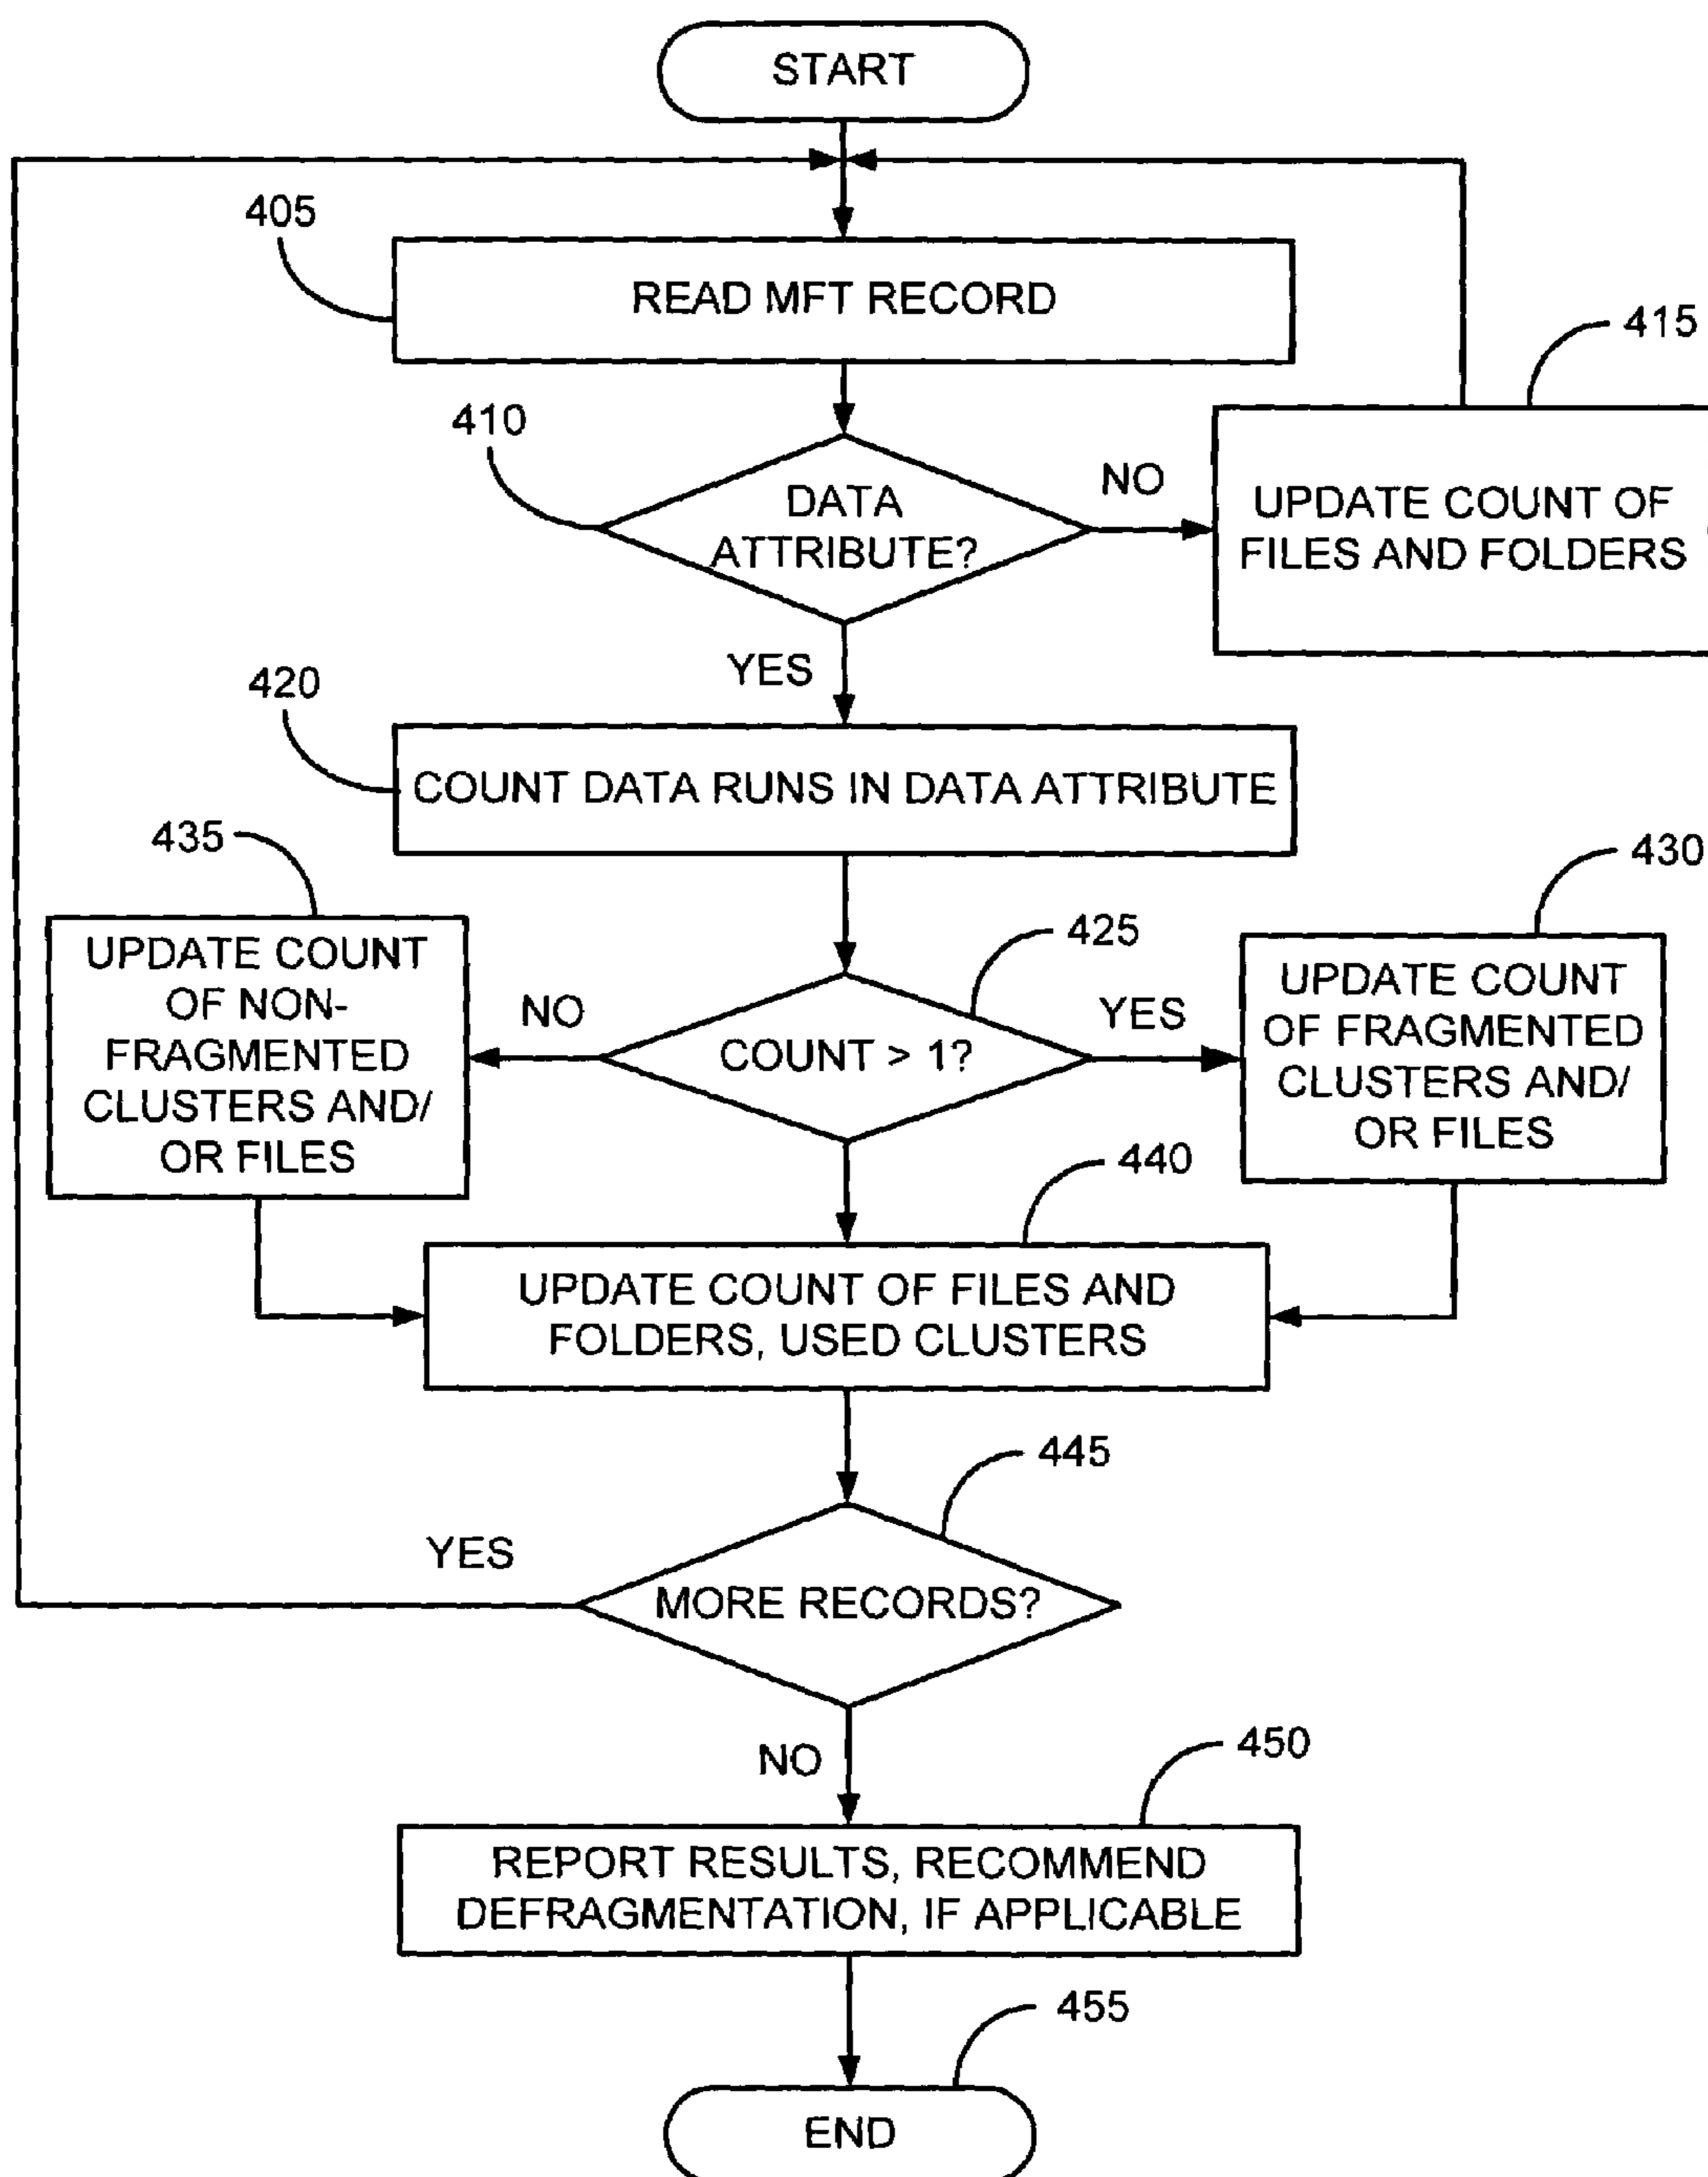 START
405
READ MFT RECORD
415
410
DATA
ATTRIBUTE?
NO
UPDATE COUNT OF
FILES AND FOLDERS
YES
420
COUNT DATA RUNS IN DATA ATTRIBUTE
435
430
UPDATE COUNT
OF NON-
FRAGMENTED
CLUSTERS AND/
OR FILES
NO
425
COUNT > 1?
YES
UPDATE COUNT
OF FRAGMENTED
CLUSTERS AND/
OR FILES
440
UPDATE COUNT OF FILES AND
FOLDERS, USED CLUSTERS
445
YES
MORE RECORDS?
NO
450
REPORT RESULTS, RECOMMEND
DEFRAGMENTATION, IF APPLICABLE
455
END